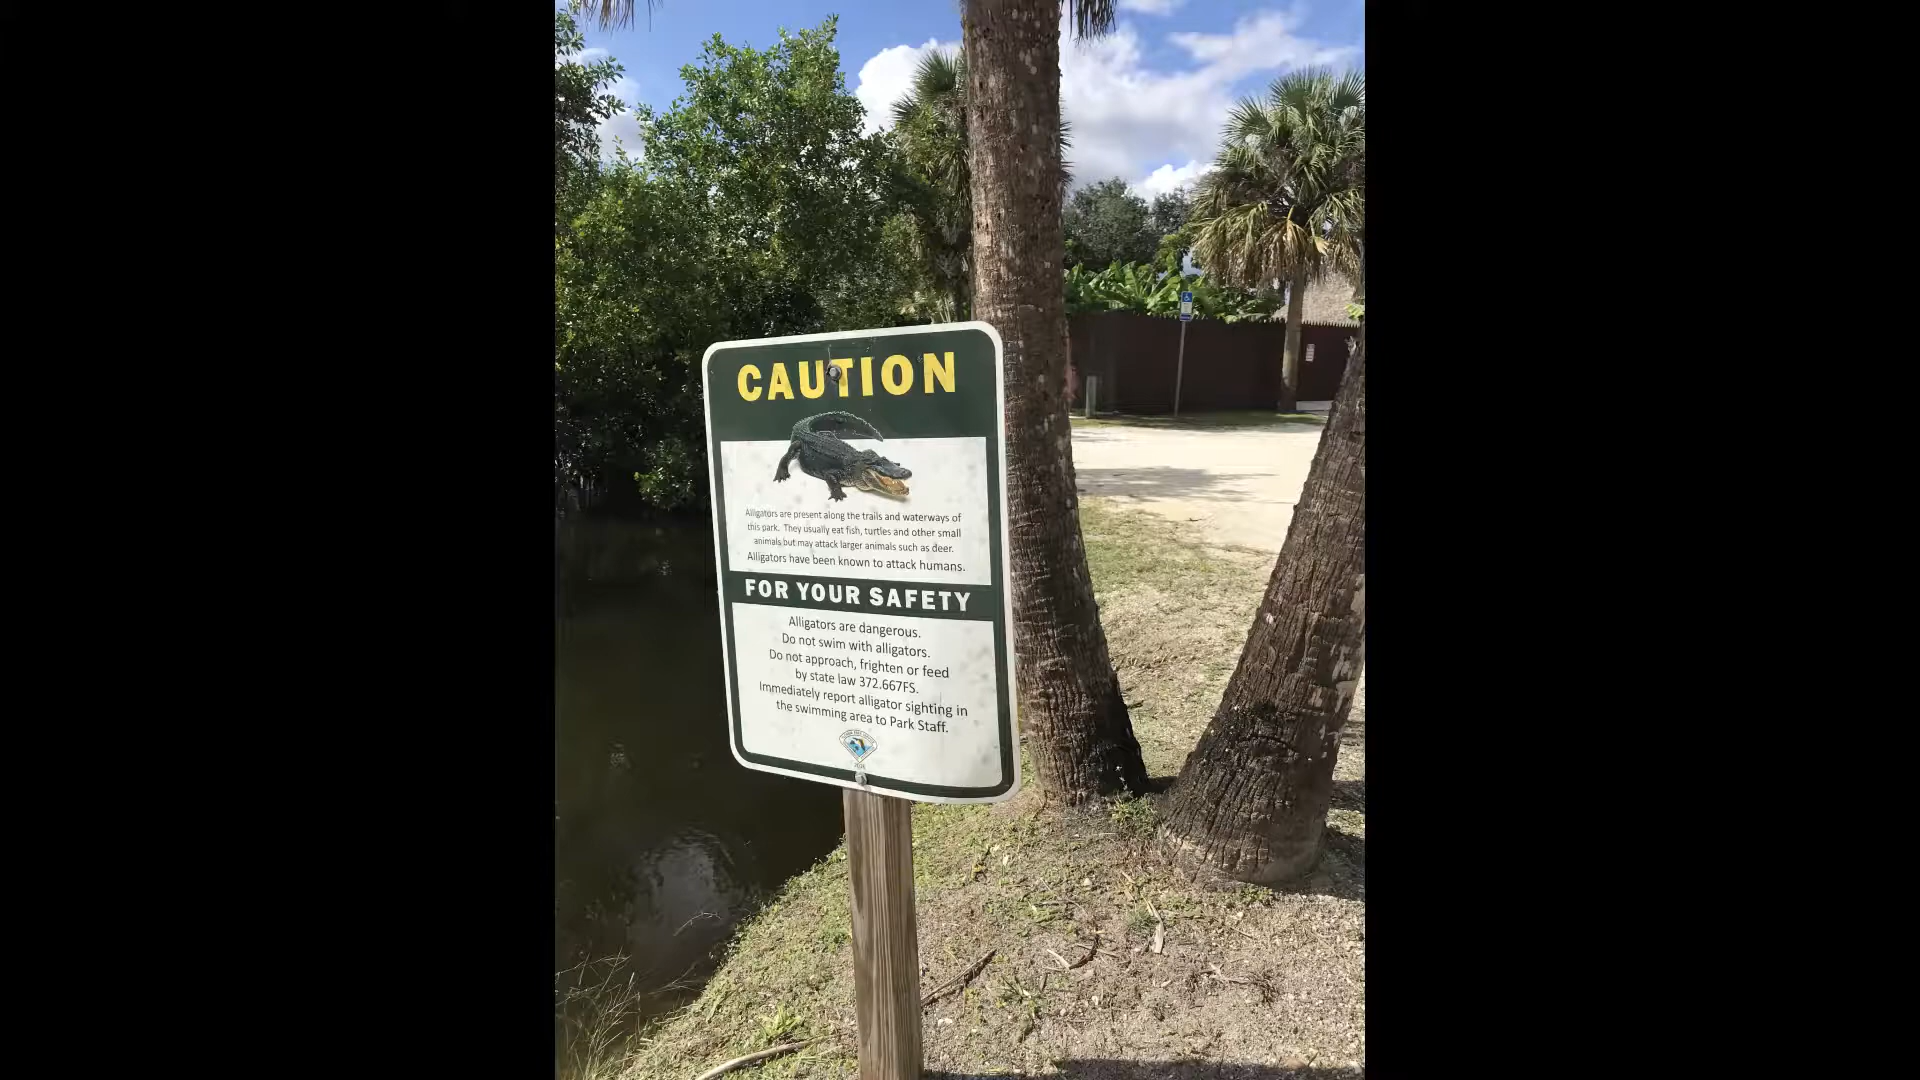 CAUTION
Alligators are present along the trails and waterways of
this park. They usually eat fish, turtles and other small
animals but may attack larger animals such as deer.
Alligators have been known to attack humans.
FOR YOUR SAFETY
Alligators are dangerous.
Do not swim with alligators.
Do not approach, frighten or feed
by state law 372.667FS.
Immediately report alligator sighting in
the swimming area to Park Staff.